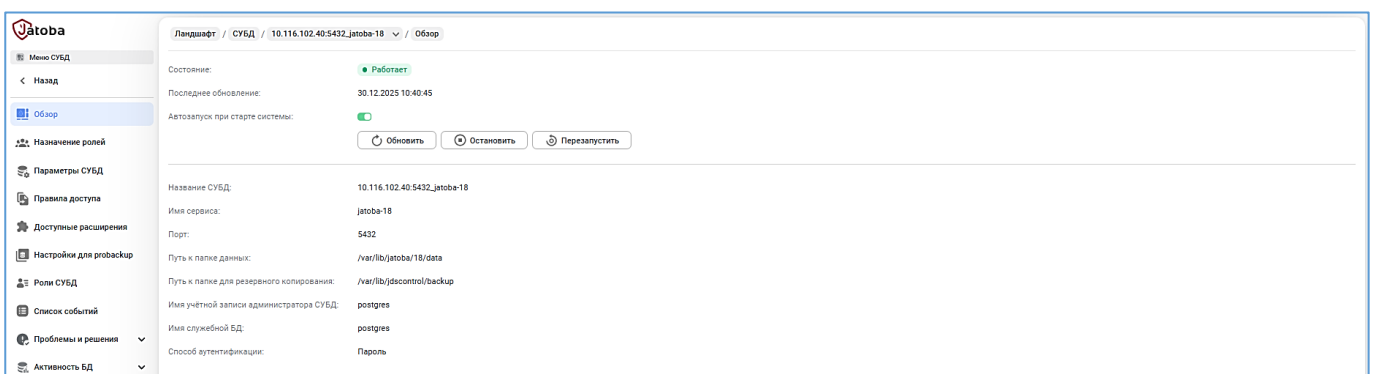 Jatoba
Меню СУБД
Назад
Обзор
Назначение ролей
Параметры СУБД
Правила доступа
Доступные расширения
Настройки для probackup
Роли СУБД
Список событий
Проблемы и решения
Активность БД
Ландшафт / СУБД / 10.116.102.40:5432_jatoba-18 / Обзор
Состояние: Работает
Последнее обновление: 30.12.2025 10:40:45
Автозапуск при старте системы:
Обновить Остановить Перезапустить
Название СУБД: 10.116.102.40:5432_jatoba-18
Имя сервиса: jatoba-18
Порт: 5432
Путь к папке данных: /var/lib/jatoba/18/data
Путь к папке для резервного копирования: /var/lib/jdscontrol/backup
Имя учётной записи администратора СУБД: postgres
Имя служебной БД: postgres
Способ аутентификации: Пароль